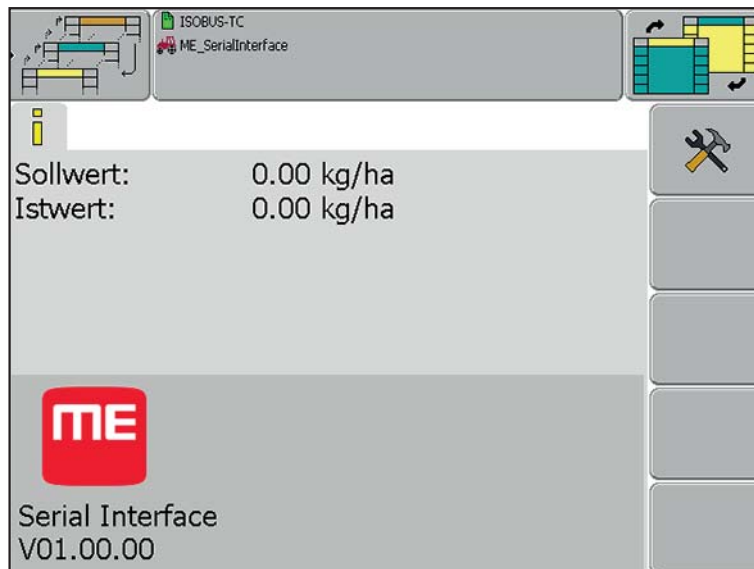 ISOBUS-TC
ME_SerialInterface
i
Sollwert: 0.00 kg/ha
Istwert: 0.00 kg/ha
ME
Serial Interface
V01.00.00